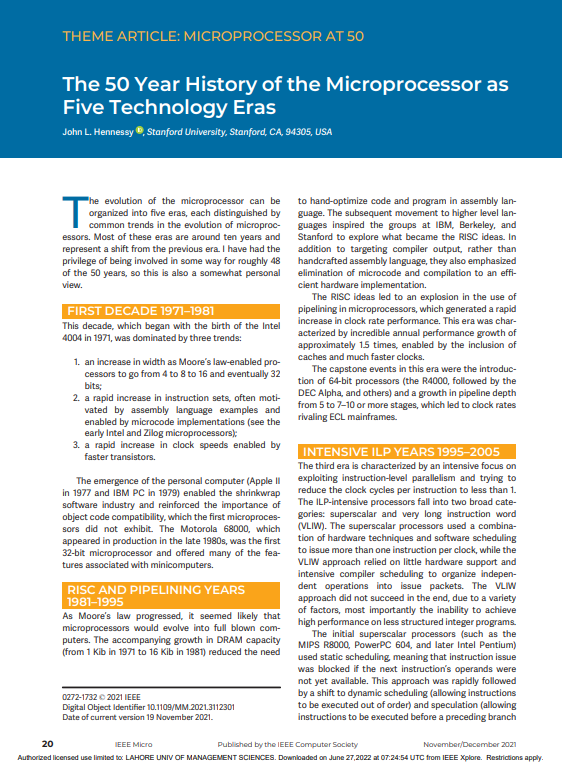 THEME ARTICLE: MICROPROCESSOR AT 50
The 50 Year History of the Microprocessor as
Five Technology Eras
John L. Hennessy, Stanford University, Stanford, CA, 94305, USA
The evolution of the microprocessor can be
organized into five eras, each distinguished by
common trends in the evolution of microproc-
essors. Most of these eras are around ten years and
represent a shift from the previous era. I have had the
privilege of being involved in some way for roughly 48
of the 50 years, so this is also a somewhat personal
view.
FIRST DECADE 1971–1981
This decade, which began with the birth of the Intel
4004 in 1971, was dominated by three trends:
1. an increase in width as Moore's law-enabled pro-
cessors to go from 4 to 8 to 16 and eventually 32
bits;
2. a rapid increase in instruction sets, often moti-
vated by assembly language examples and
enabled by microcode implementations (see the
early Intel and Zilog microprocessors);
3. a rapid increase in clock speeds enabled by
faster transistors.
The emergence of the personal computer (Apple II
in 1977 and IBM PC in 1979) enabled the shrinkwrap
software industry and reinforced the importance of
object code compatibility, which the first microproces-
sors did not exhibit. The Motorola 68000, which
appeared in production in the late 1980s, was the first
32-bit microprocessor and offered many of the fea-
tures associated with minicomputers.
RISC AND PIPELINING YEARS
1981–1995
As Moore's law progressed, it seemed likely that
microprocessors would evolve into full blown com-
puters. The accompanying growth in DRAM capacity
(from 1 Kib in 1971 to 16 Kib in 1981) reduced the need
0272-1732 © 2021 IEEE
Digital Object Identifier 10.1109/MM.2021.3112301
Date of current version 19 November 2021.
to hand-optimize code and program in assembly lan-
guage. The subsequent movement to higher level lan-
guages inspired the groups at IBM, Berkeley, and
Stanford to explore what became the RISC ideas. In
addition to targeting compiler output, rather than
handcrafted assembly language, they also emphasized
elimination of microcode and compilation to an effi-
cient hardware implementation.
The RISC ideas led to an explosion in the use of
pipelining in microprocessors, which generated a rapid
increase in clock rate performance. This era was char-
acterized by incredible annual performance growth of
approximately 1.5 times, enabled by the inclusion of
caches and much faster clocks.
The capstone events in this era were the introduc-
tion of 64-bit processors (the R4000, followed by the
DEC Alpha, and others) and a growth in pipeline depth
from 5 to 7–10 or more stages, which led to clock rates
rivaling ECL mainframes.
INTENSIVE ILP YEARS 1995–2005
The third era is characterized by an intensive focus on
exploiting instruction-level parallelism and trying to
reduce the clock cycles per instruction to less than 1.
The ILP-intensive processors fall into two broad cate-
gories: superscalar and very long instruction word
(VLIW). The superscalar processors used a combina-
tion of hardware techniques and software scheduling
to issue more than one instruction per clock, while the
VLIW approach relied on little hardware support and
intensive compiler scheduling to organize indepen-
dent operations into issue packets. The VLIW
approach did not succeed in the end, due to a variety
of factors, most importantly the inability to achieve
high performance on less structured integer programs.
The initial superscalar processors (such as the
MIPS R8000, PowerPC 604, and later Intel Pentium)
used static scheduling, meaning that instruction issue
was blocked if the next instruction's operands were
not yet available. This approach was rapidly followed
by a shift to dynamic scheduling (allowing instructions
to be executed out of order) and speculation (allowing
instructions to be executed before a preceding branch
20 IEEE Micro Published by the IEEE Computer Society November/December 2021
Authorized licensed use limited to: LAHORE UNIV OF MANAGEMENT SCIENCES. Downloaded on June 27,2022 at 07:24:54 UTC from IEEE Xplore. Restrictions apply.